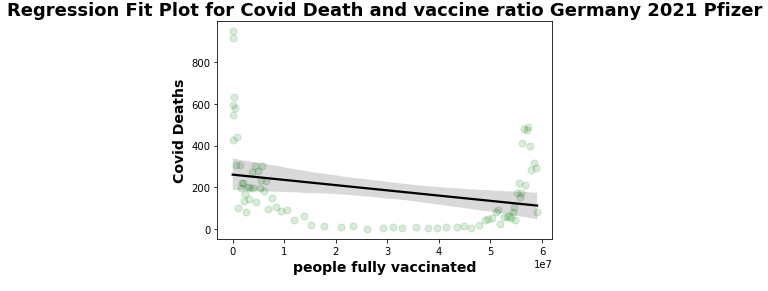 Regression Fit Plot for Covid Death and vaccine ratio Germany 2021 Pfizer
Covid Deaths
800
600
400
200
0
0 1 2 3 4 5 6
1e7
people fully vaccinated